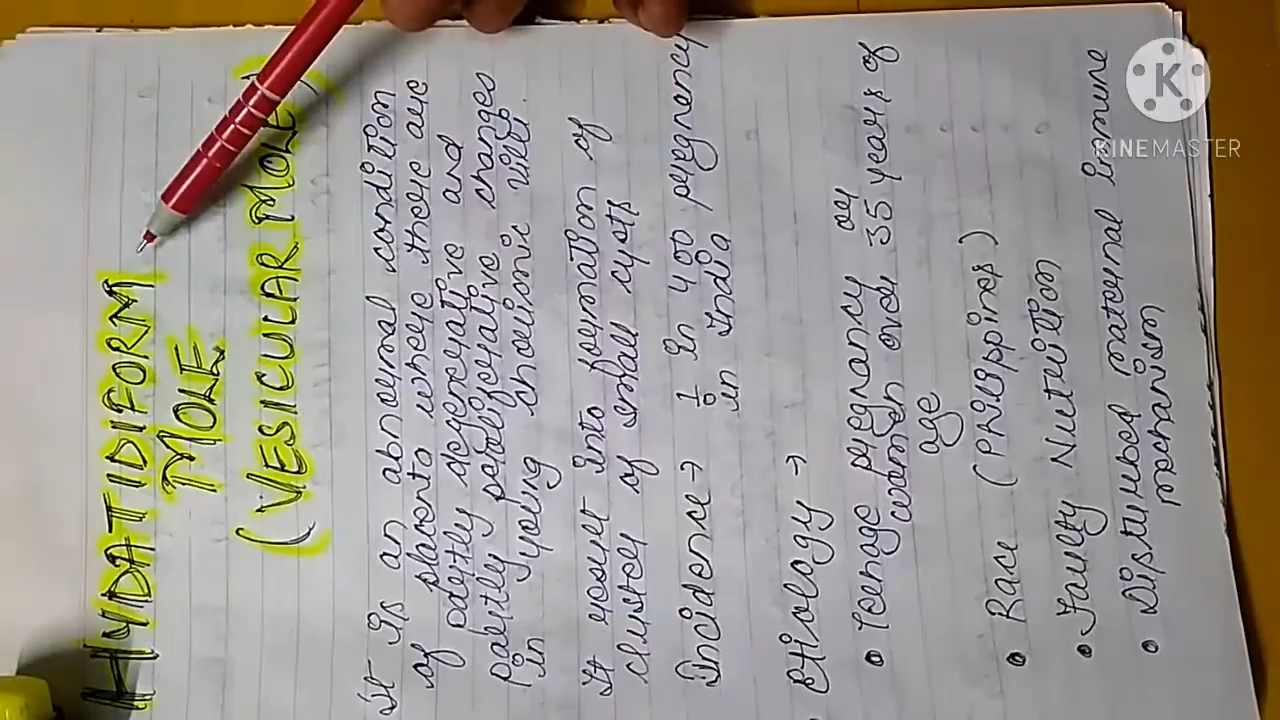 HYDATIDIFORM
MOLE
(VESICULAR MOLE)
It is an abnormal condition
of placenta where there are
partly degenerative and
partly proliferative changes
in young chorionic villi.
It result into formation of
cluster of small cysts
Incidence → 1 in 400 pregnancy
in India
Etiology →
• Teenage pregnancy or
women over 35 years of
age
• Race (Philippines)
• Faulty Nutrition
• Disturbed maternal immune
mechanism
KINEMASTER